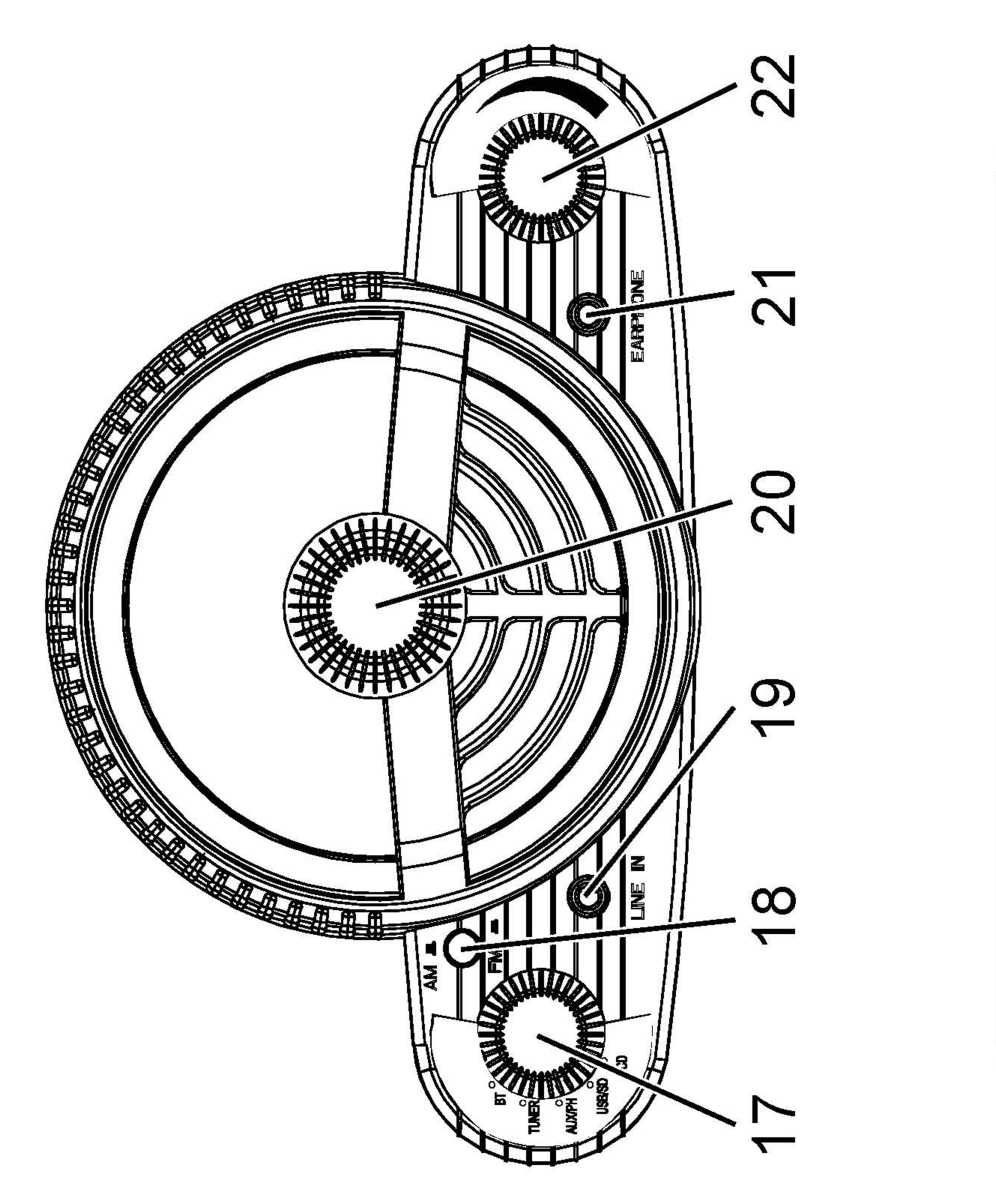 AM
FM
BT
TUNER
AUX/PH
USB/SD
CD
LINE IN
EARPHONE
17
18
19
20
21
22